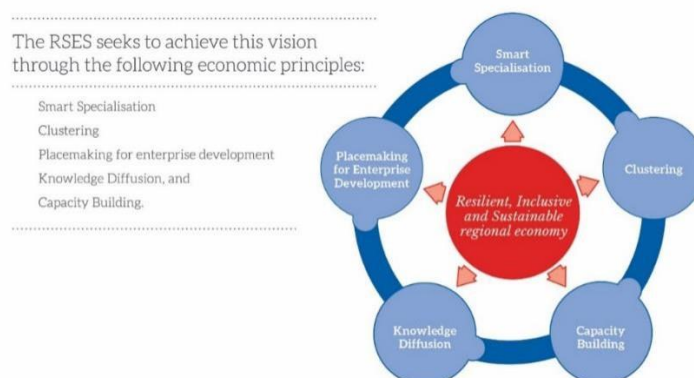 The RSES seeks to achieve this vision
through the following economic principles:
Smart Specialisation
Clustering
Placemaking for enterprise development
Knowledge Diffusion, and
Capacity Building.
Smart
Specialisation
Clustering
Capacity
Building
Knowledge
Diffusion
Placemaking
for Enterprise
Development
Resilient, Inclusive
and Sustainable
regional economy